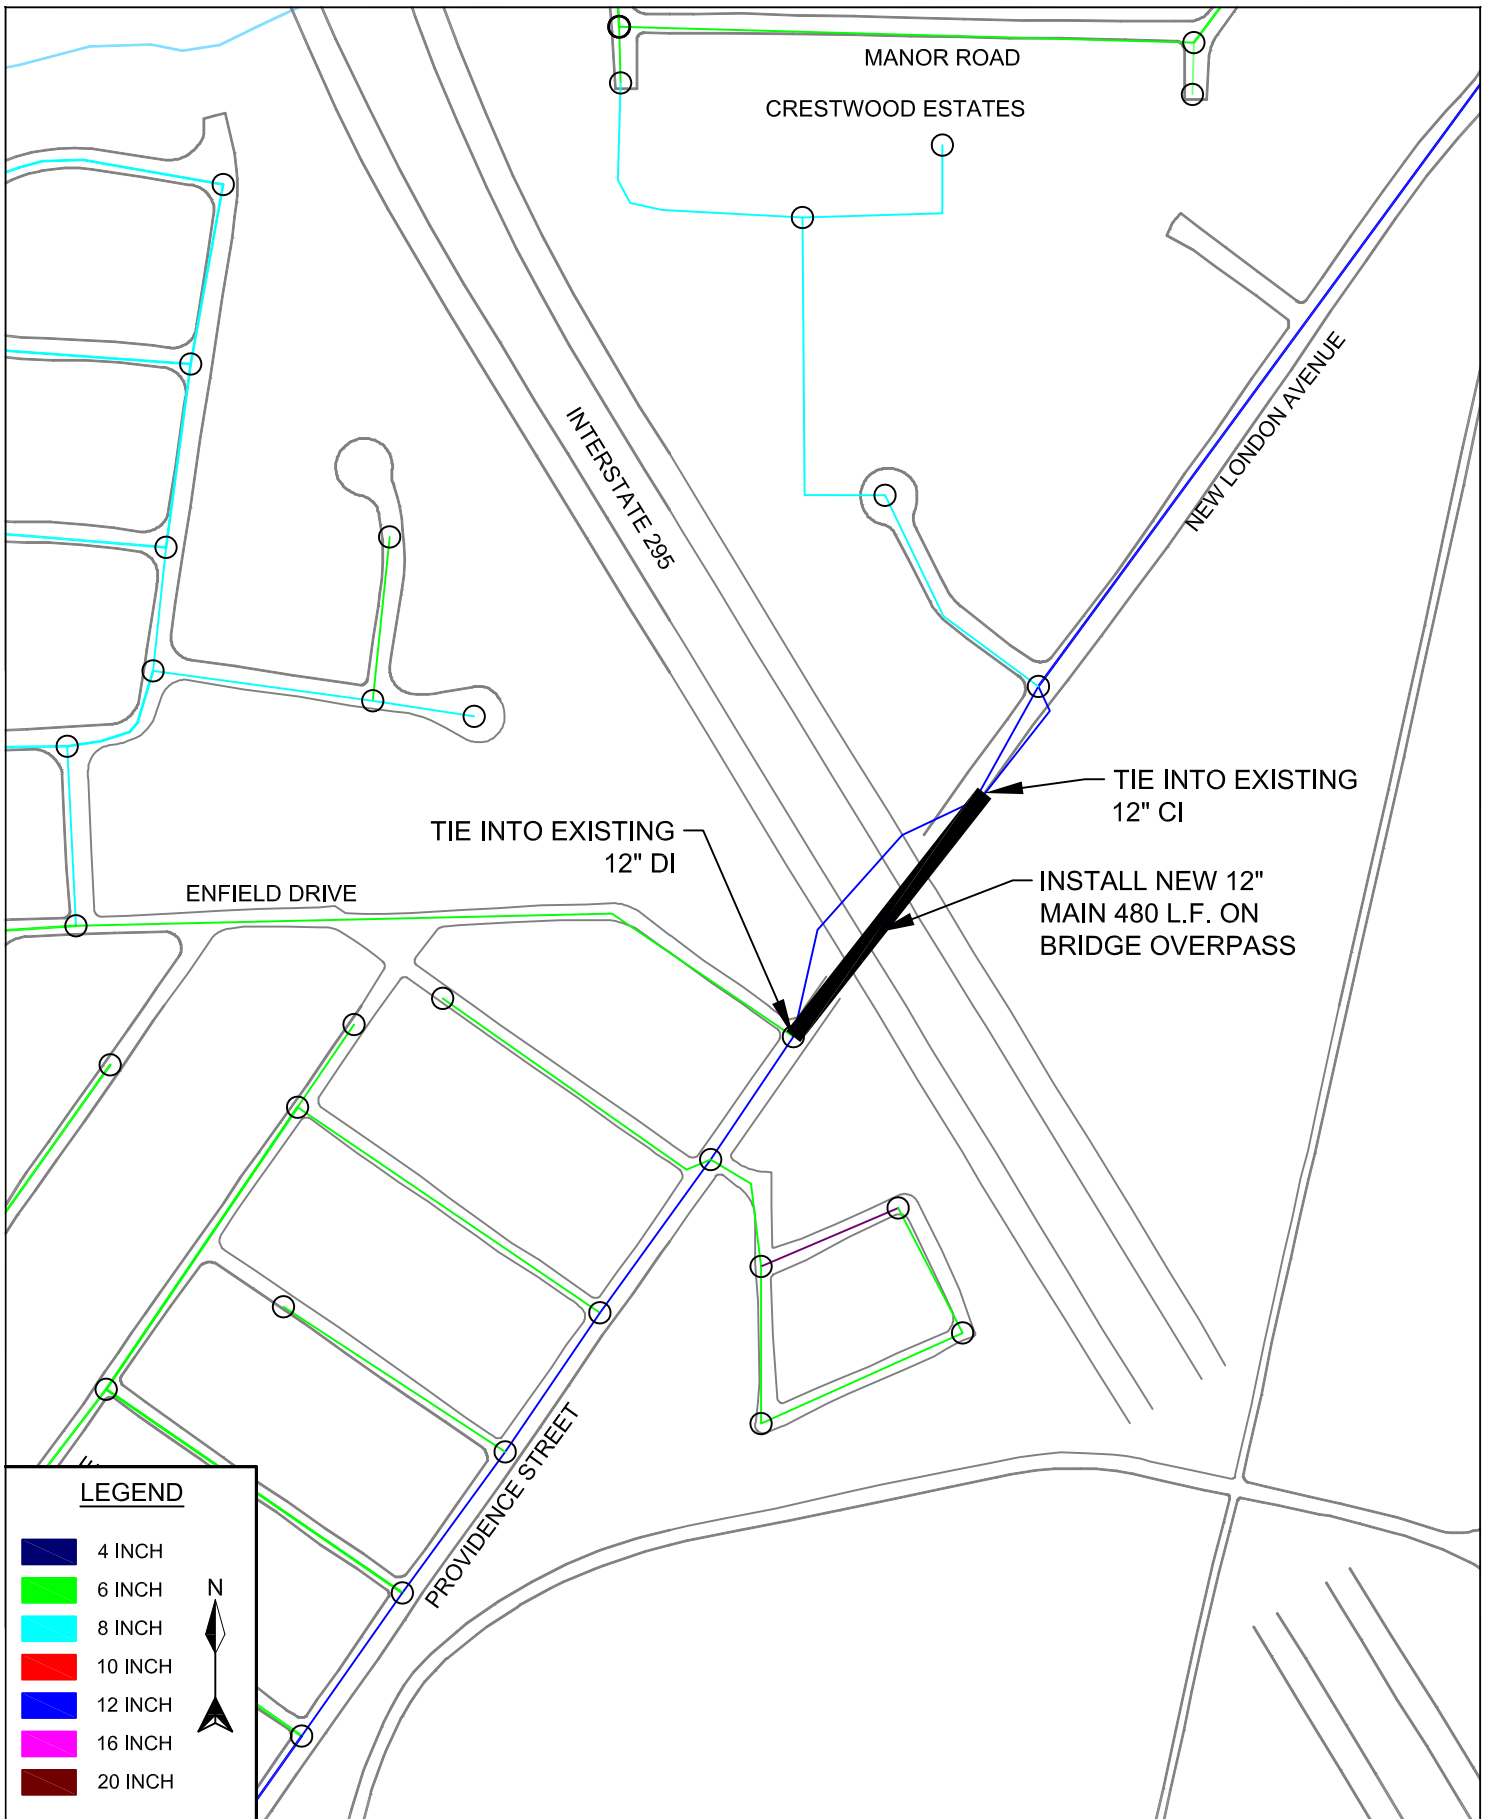 MANOR ROAD
CRESTWOOD ESTATES
INTERSTATE 295
NEW LONDON AVENUE
TIE INTO EXISTING
12" CI
TIE INTO EXISTING
12" DI
INSTALL NEW 12"
MAIN 480 L.F. ON
BRIDGE OVERPASS
ENFIELD DRIVE
PROVIDENCE STREET
LEGEND
4 INCH
6 INCH
8 INCH
10 INCH
12 INCH
16 INCH
20 INCH
N